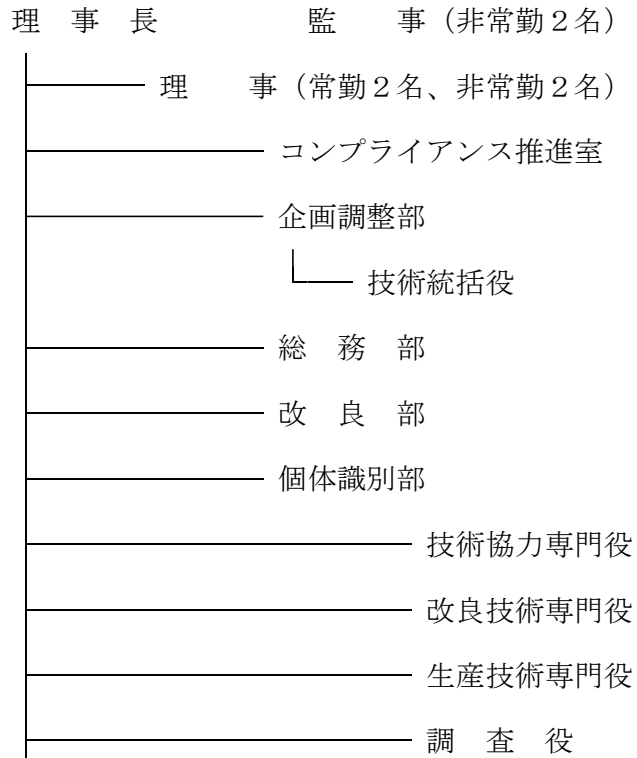 理　事　長　　　　　監　　事（非常勤２名）
理　　事（常勤２名、非常勤２名）
コンプライアンス推進室
企画調整部
技術統括役
総　務　部
改　良　部
個体識別部
技術協力専門役
改良技術専門役
生産技術専門役
調　査　役